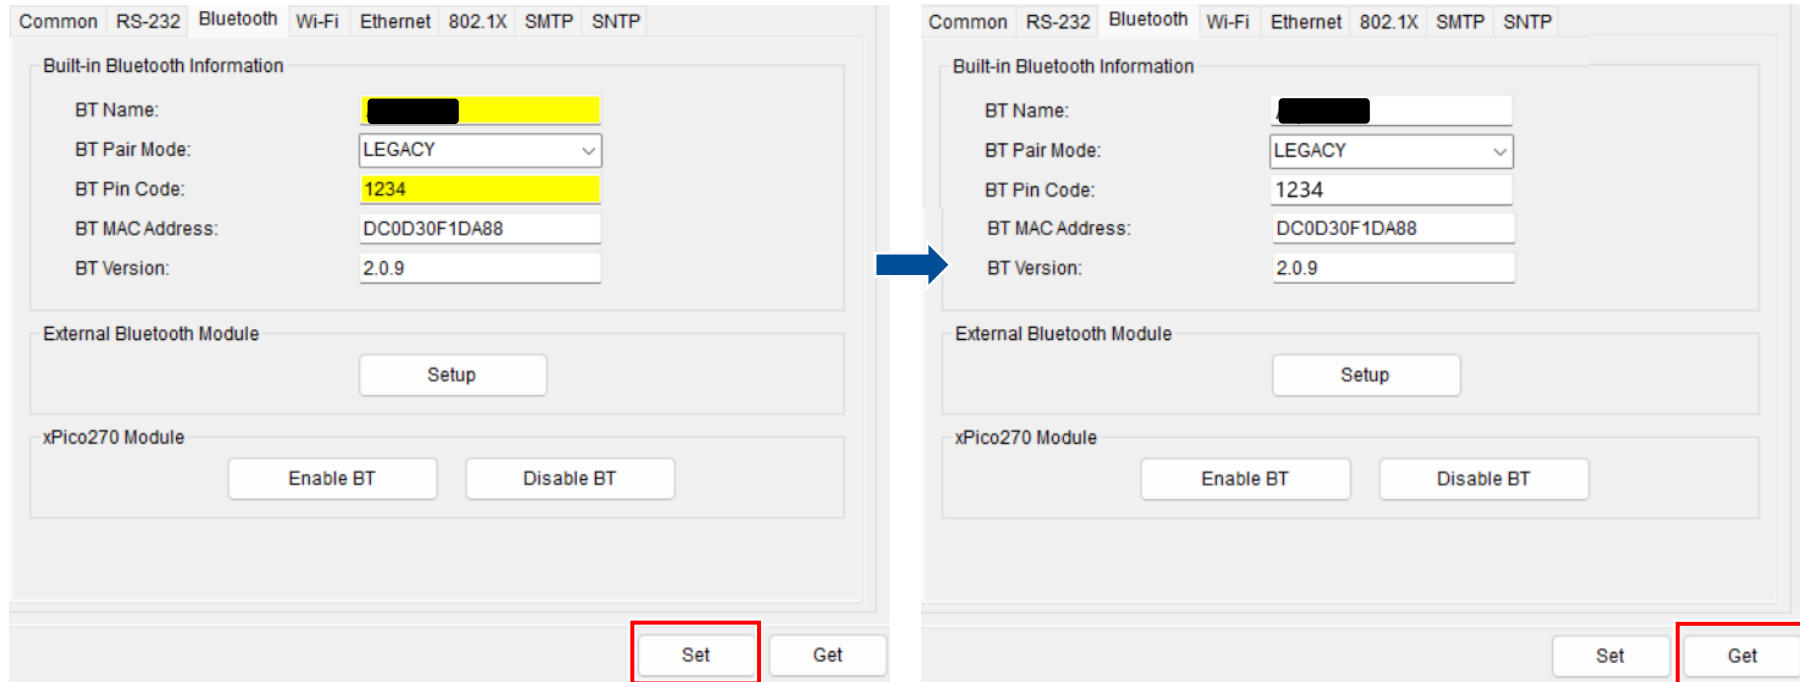 Common RS-232 Bluetooth Wi-Fi Ethernet 802.1X SMTP SNTP
Built-in Bluetooth Information
BT Name:
BT Pair Mode: LEGACY
BT Pin Code: 1234
BT MAC Address: DC0D30F1DA88
BT Version: 2.0.9
External Bluetooth Module
Setup
xPico270 Module
Enable BT Disable BT
Set Get
Common RS-232 Bluetooth Wi-Fi Ethernet 802.1X SMTP SNTP
Built-in Bluetooth Information
BT Name:
BT Pair Mode: LEGACY
BT Pin Code: 1234
BT MAC Address: DC0D30F1DA88
BT Version: 2.0.9
External Bluetooth Module
Setup
xPico270 Module
Enable BT Disable BT
Set Get